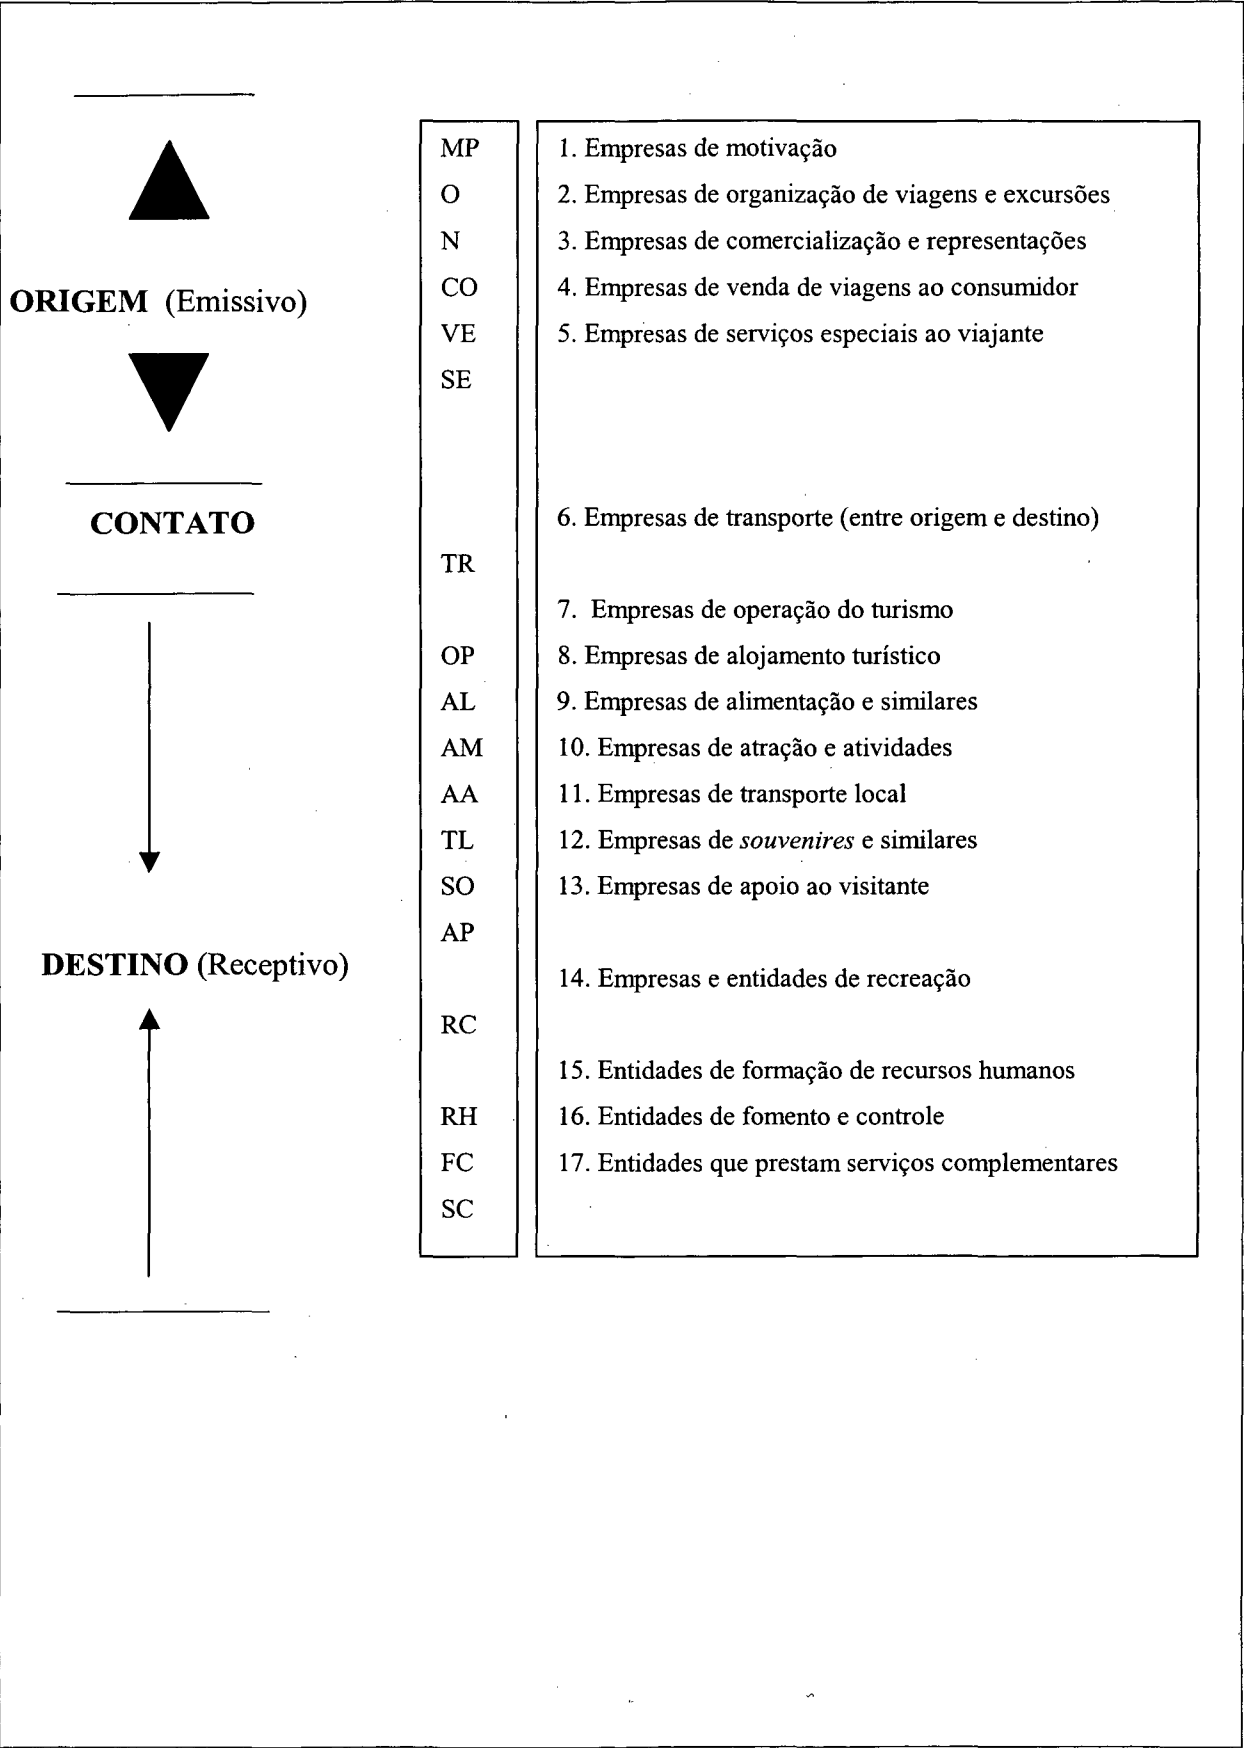 ORIGEM (Emissivo)
CONTATO
DESTINO (Receptivo)
MP
O
N
CO
VE
SE
TR
OP
AL
AM
AA
TL
SO
AP
RC
RH
FC
SC
1. Empresas de motivação
2. Empresas de organização de viagens e excursões
3. Empresas de comercialização e representações
4. Empresas de venda de viagens ao consumidor
5. Empresas de serviços especiais ao viajante
6. Empresas de transporte (entre origem e destino)
7. Empresas de operação do turismo
8. Empresas de alojamento turístico
9. Empresas de alimentação e similares
10. Empresas de atração e atividades
11. Empresas de transporte local
12. Empresas de souvenires e similares
13. Empresas de apoio ao visitante
14. Empresas e entidades de recreação
15. Entidades de formação de recursos humanos
16. Entidades de fomento e controle
17. Entidades que prestam serviços complementares